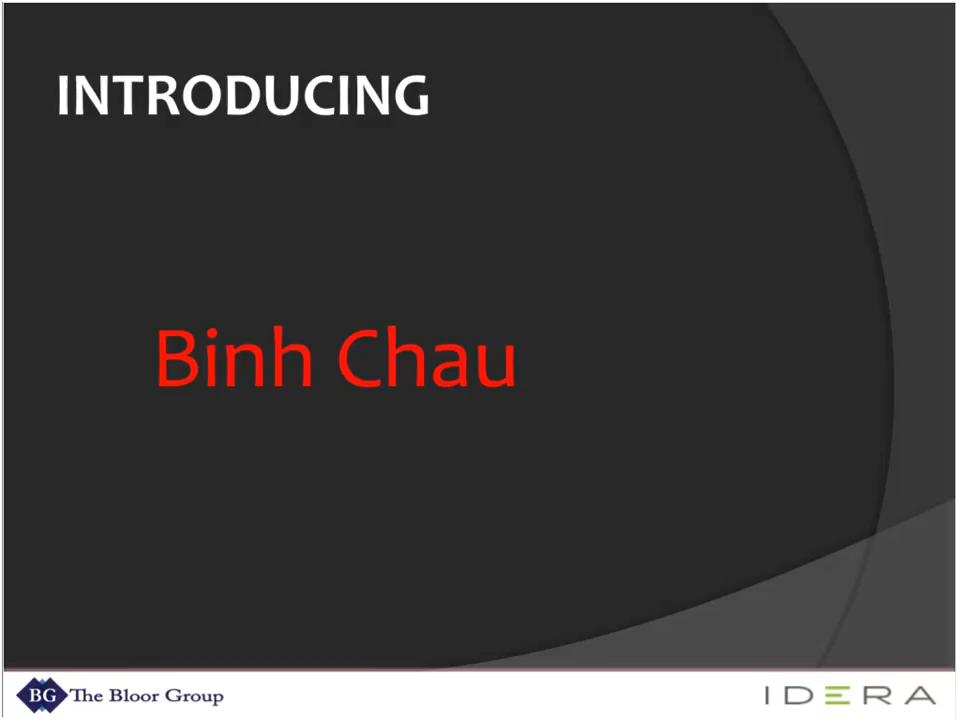 INTRODUCING
Binh Chau
BG The Bloor Group
IDERA